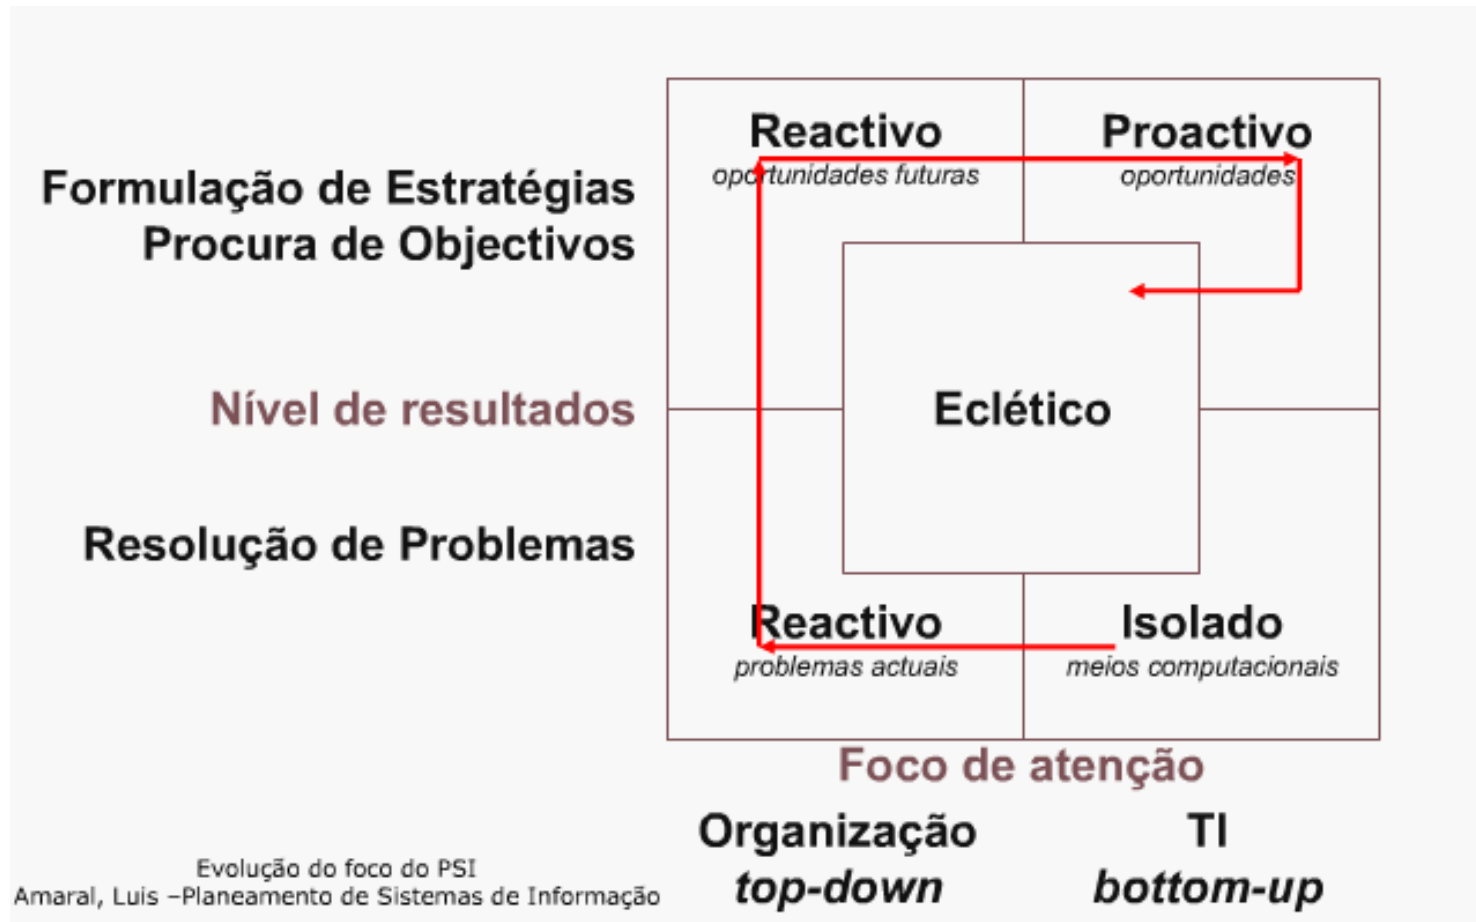 Reactivo
oportunidades futuras
Proactivo
oportunidades
Formulação de Estratégias
Procura de Objectivos
Nível de resultados
Eclético
Resolução de Problemas
Reactivo
problemas actuais
Isolado
meios computacionais
Foco de atenção
Organização
top-down
TI
bottom-up
Evolução do foco do PSI
Amaral, Luis –Planeamento de Sistemas de Informação